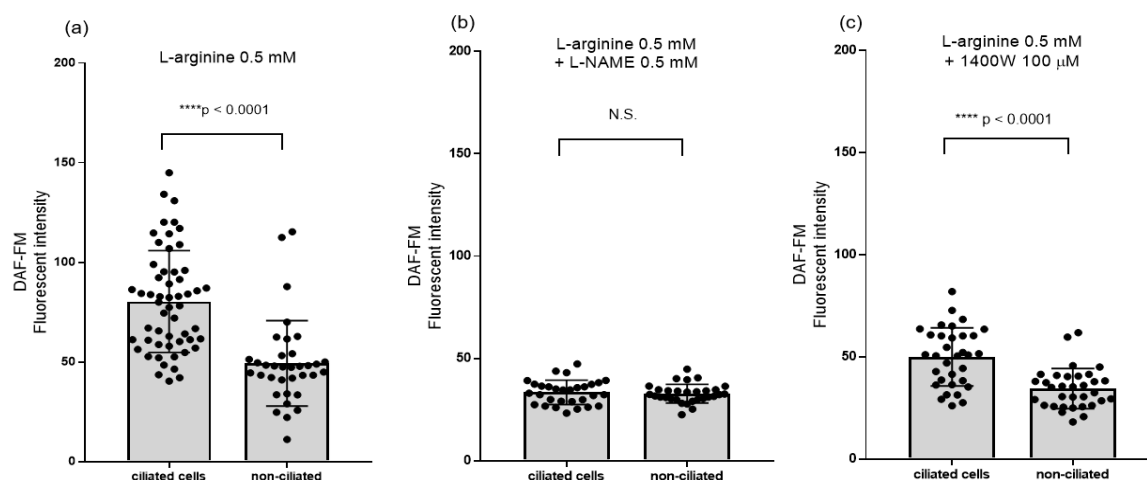 (a)
L-arginine 0.5 mM
****p < 0.0001
DAF-FM
Fluorescent intensity
200
150
100
50
0
ciliated cells
non-ciliated
(b)
L-arginine 0.5 mM
+ L-NAME 0.5 mM
N.S.
DAF-FM
Fluorescent intensity
200
150
100
50
0
ciliated cells
non-ciliated
(c)
L-arginine 0.5 mM
+ 1400W 100 μM
**** p < 0.0001
DAF-FM
Fluorescent intensity
200
150
100
50
0
ciliated cells
non-ciliated